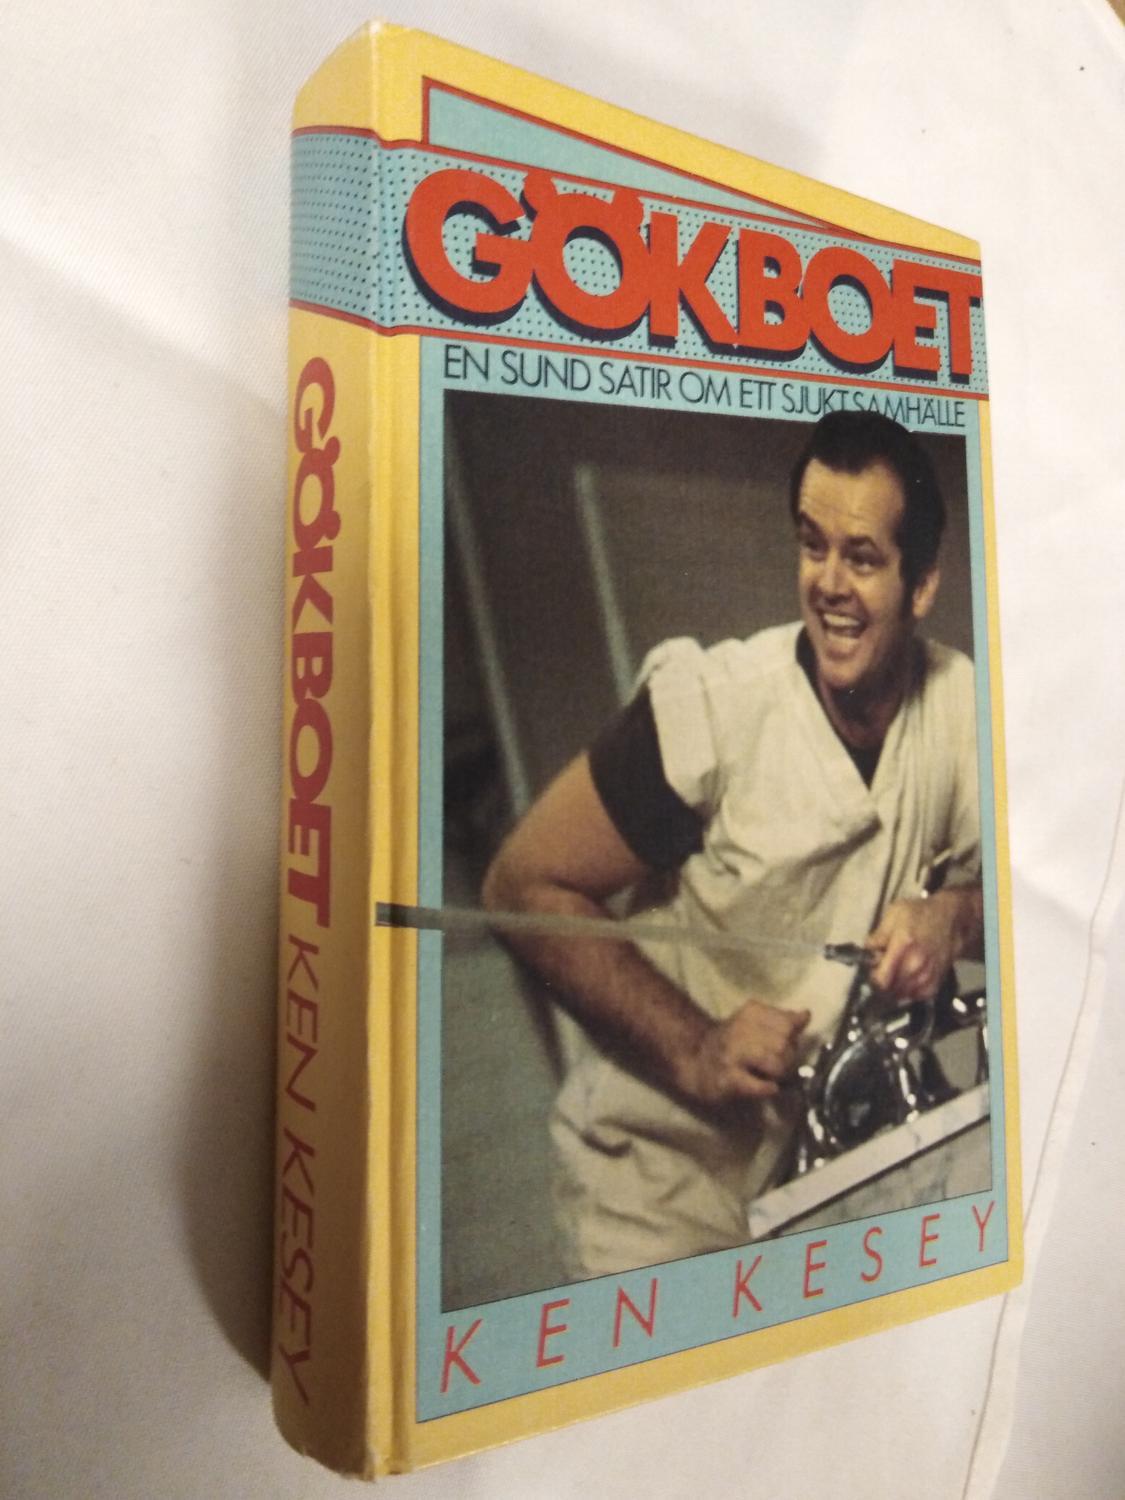 GÖKBOET
EN SUND SATIR OM ETT SJUKT SAMHÄLLE
KEN KESEY
GÖKBOET KEN KESEY